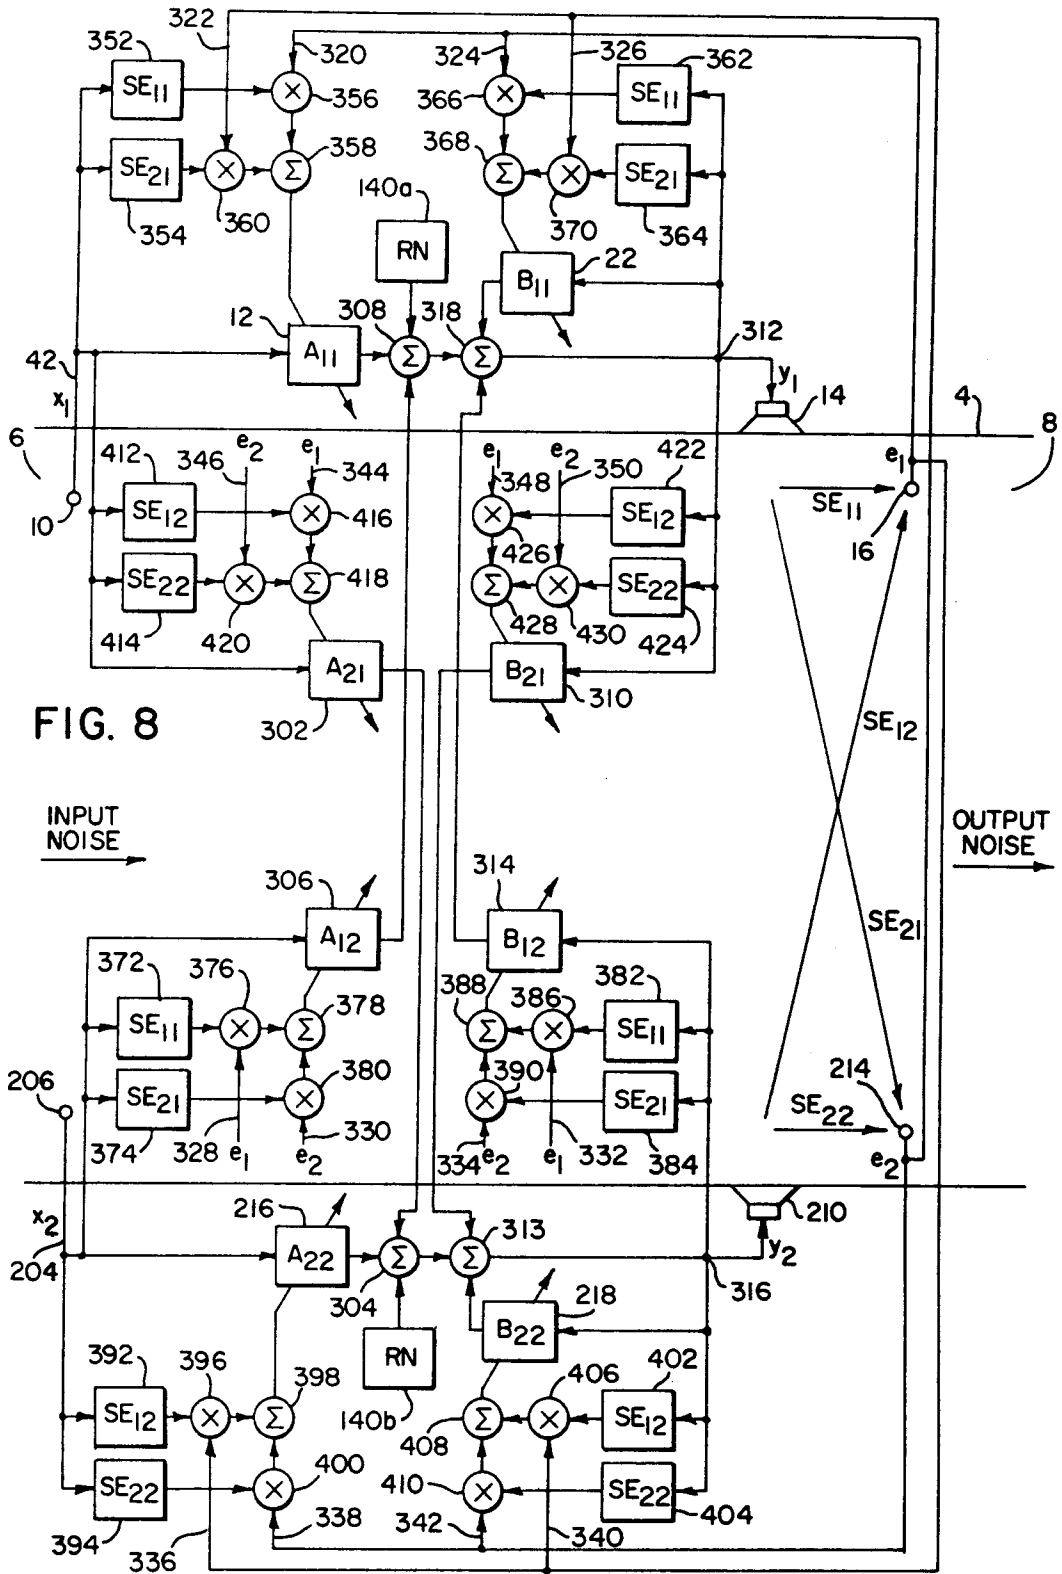 322
352
320
324
326
362
SE11
356
366
SE11
358
368
SE21
SE21
360
354
140a
370
364
RN
B11
22
12
308
318
312
A11
42
x1
y1
14
4
6
8
412
346
e2
e1
344
e1
348
e2
350
422
e1
10
SE12
416
426
SE12
SE11
16
SE22
418
SE22
414
420
428
430
424
A21
B21
310
302
FIG. 8
SE12
INPUT
NOISE
OUTPUT
NOISE
306
314
A12
B12
SE21
372
376
378
388
386
382
SE11
SE11
206
SE21
380
390
SE21
214
SE22
374
328
e1
330
e2
334
e2
e1
332
384
e2
x2
216
313
210
204
A22
304
y2
316
B22
218
RN
392
396
398
140b
406
402
SE12
408
SE12
SE22
400
410
SE22
404
394
336
338
342
340